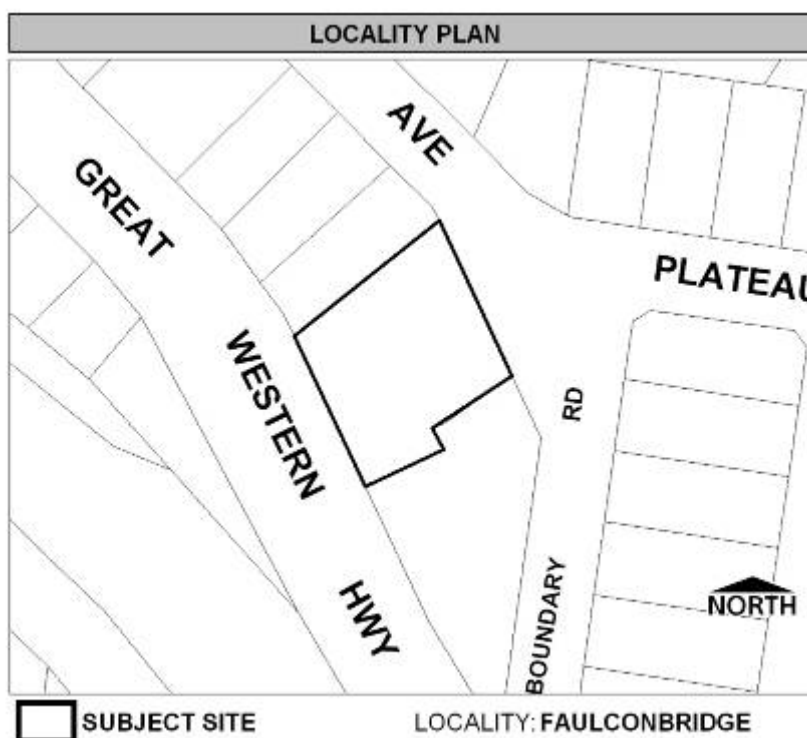 LOCALITY PLAN
AVE
GREAT
PLATEAU
WESTERN
RD
HWY
BOUNDARY
NORTH
SUBJECT SITE
LOCALITY: FAULCONBRIDGE